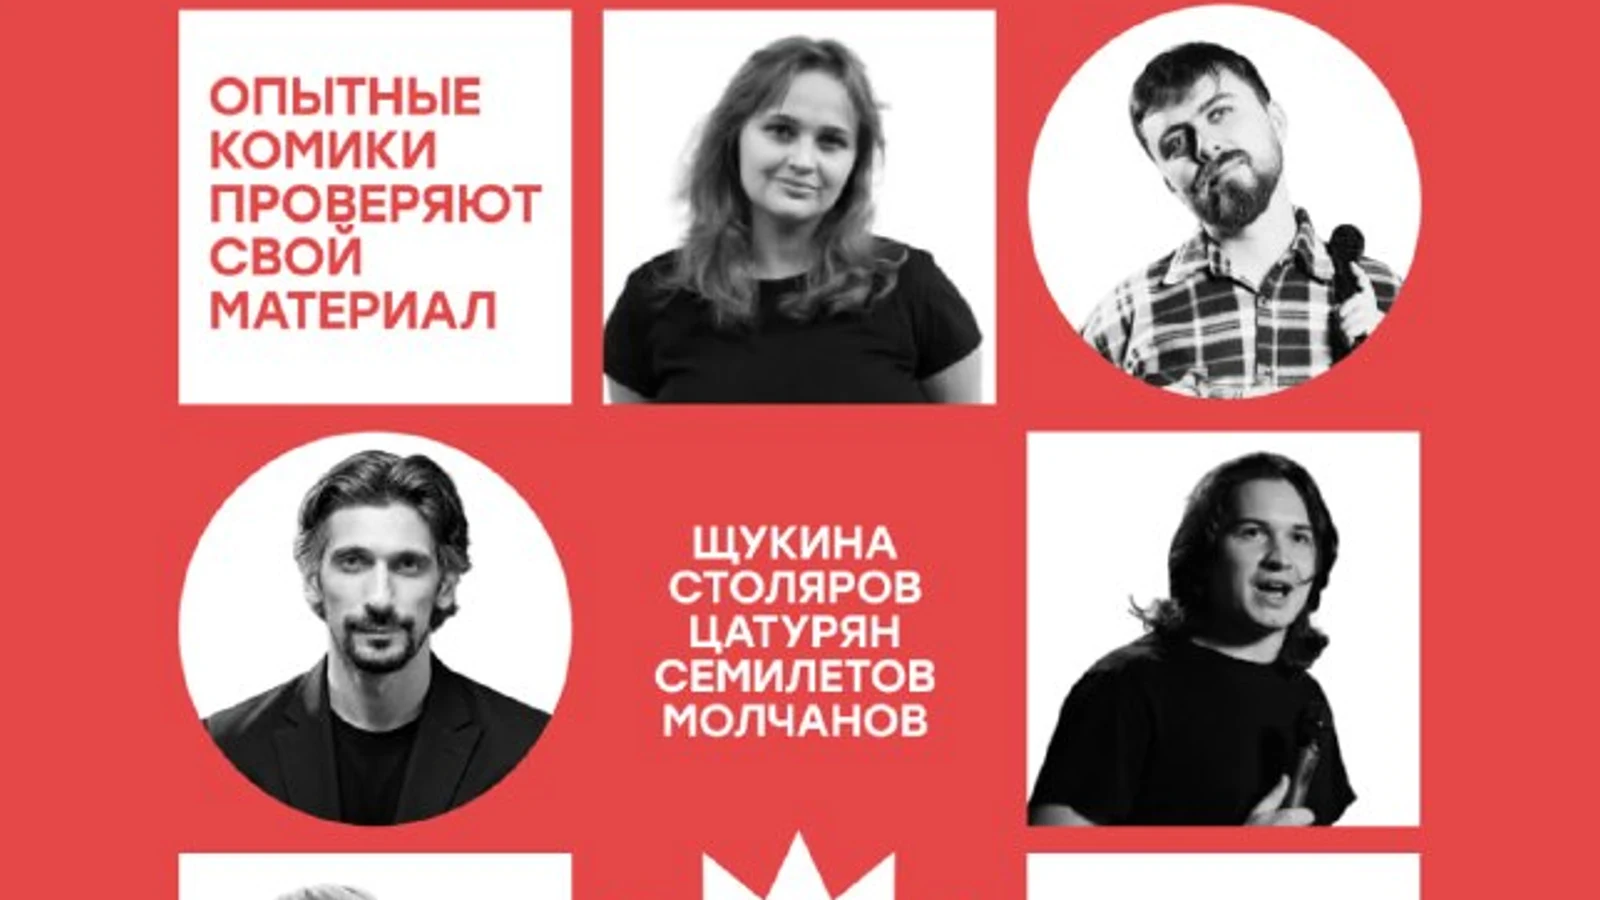 ОПЫТНЫЕ
КОМИКИ
ПРОВЕРЯЮТ
СВОЙ
МАТЕРИАЛ
ЩУКИНА
СТОЛЯРОВ
ЦАТУРЯН
СЕМИЛЕТОВ
МОЛЧАНОВ